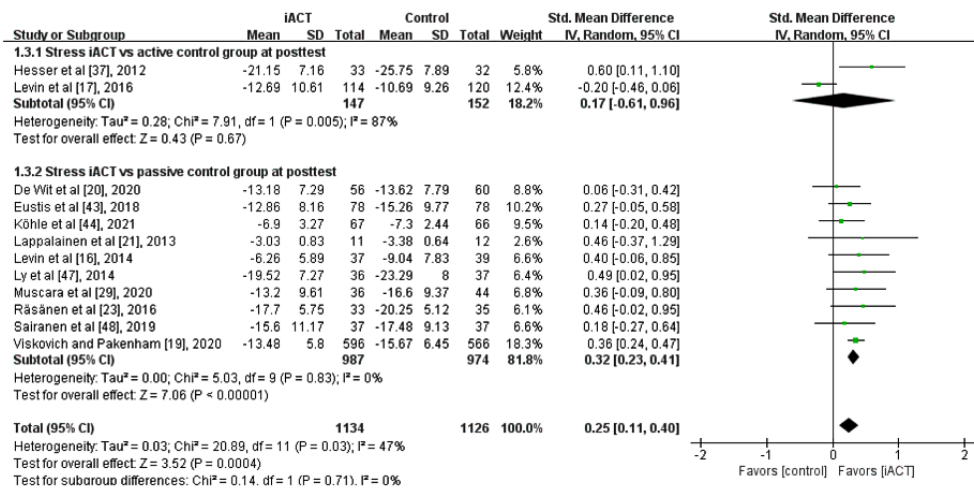 iACT Control Std. Mean Difference Std. Mean Difference
Study or Subgroup Mean SD Total Mean SD Total Weight IV, Random, 95% CI IV, Random, 95% CI
1.3.1 Stress iACT vs active control group at posttest
Hesser et al [37], 2012 -21.15 7.16 33 -25.75 7.89 32 5.8% 0.60 [0.11, 1.10]
Levin et al [17], 2016 -12.69 10.61 114 -10.69 9.26 120 12.4% -0.20 [-0.46, 0.06]
Subtotal (95% CI) 147 152 18.2% 0.17 [-0.61, 0.96]
Heterogeneity: Tau² = 0.28; Chi² = 7.91, df = 1 (P = 0.005); I² = 87%
Test for overall effect: Z = 0.43 (P = 0.67)
1.3.2 Stress iACT vs passive control group at posttest
De Wit et al [20], 2020 -13.18 7.29 56 -13.62 7.79 60 8.8% 0.06 [-0.31, 0.42]
Eustis et al [43], 2018 -12.86 8.16 78 -15.26 9.77 78 10.2% 0.27 [-0.05, 0.58]
Köhle et al [44], 2021 -6.9 3.27 67 -7.3 2.44 66 9.4% 0.14 [-0.20, 0.48]
Lappalainen et al [21], 2013 -3.03 0.83 11 -3.38 0.64 12 2.6% 0.46 [-0.37, 1.29]
Levin et al [16], 2014 -6.26 5.89 37 -9.04 7.83 39 6.6% 0.40 [-0.06, 0.85]
Ly et al [47], 2014 -19.52 7.27 36 -23.29 8 37 6.4% 0.49 [0.02, 0.95]
Muscara et al [29], 2020 -13.2 9.61 36 -16.6 9.37 44 6.8% 0.36 [-0.09, 0.80]
Räsänen et al [23], 2016 -17.7 5.75 33 -20.25 5.12 35 6.1% 0.46 [-0.02, 0.95]
Sairanen et al [48], 2019 -15.6 11.17 37 -17.48 9.13 37 6.6% 0.18 [-0.27, 0.64]
Viskovich and Pakenham [19], 2020 -13.48 5.8 596 -15.67 6.45 566 18.3% 0.36 [0.24, 0.47]
Subtotal (95% CI) 987 974 81.8% 0.32 [0.23, 0.41]
Heterogeneity: Tau² = 0.00; Chi² = 5.03, df = 9 (P = 0.83); I² = 0%
Test for overall effect: Z = 7.06 (P < 0.00001)
Total (95% CI) 1134 1126 100.0% 0.25 [0.11, 0.40]
Heterogeneity: Tau² = 0.03; Chi² = 20.89, df = 11 (P = 0.03); I² = 47%
Test for overall effect: Z = 3.52 (P = 0.0004)
Test for subgroup differences: Chi² = 0.14, df = 1 (P = 0.71), I² = 0%
-2 -1 0 1 2
Favors [control] Favors [iACT]